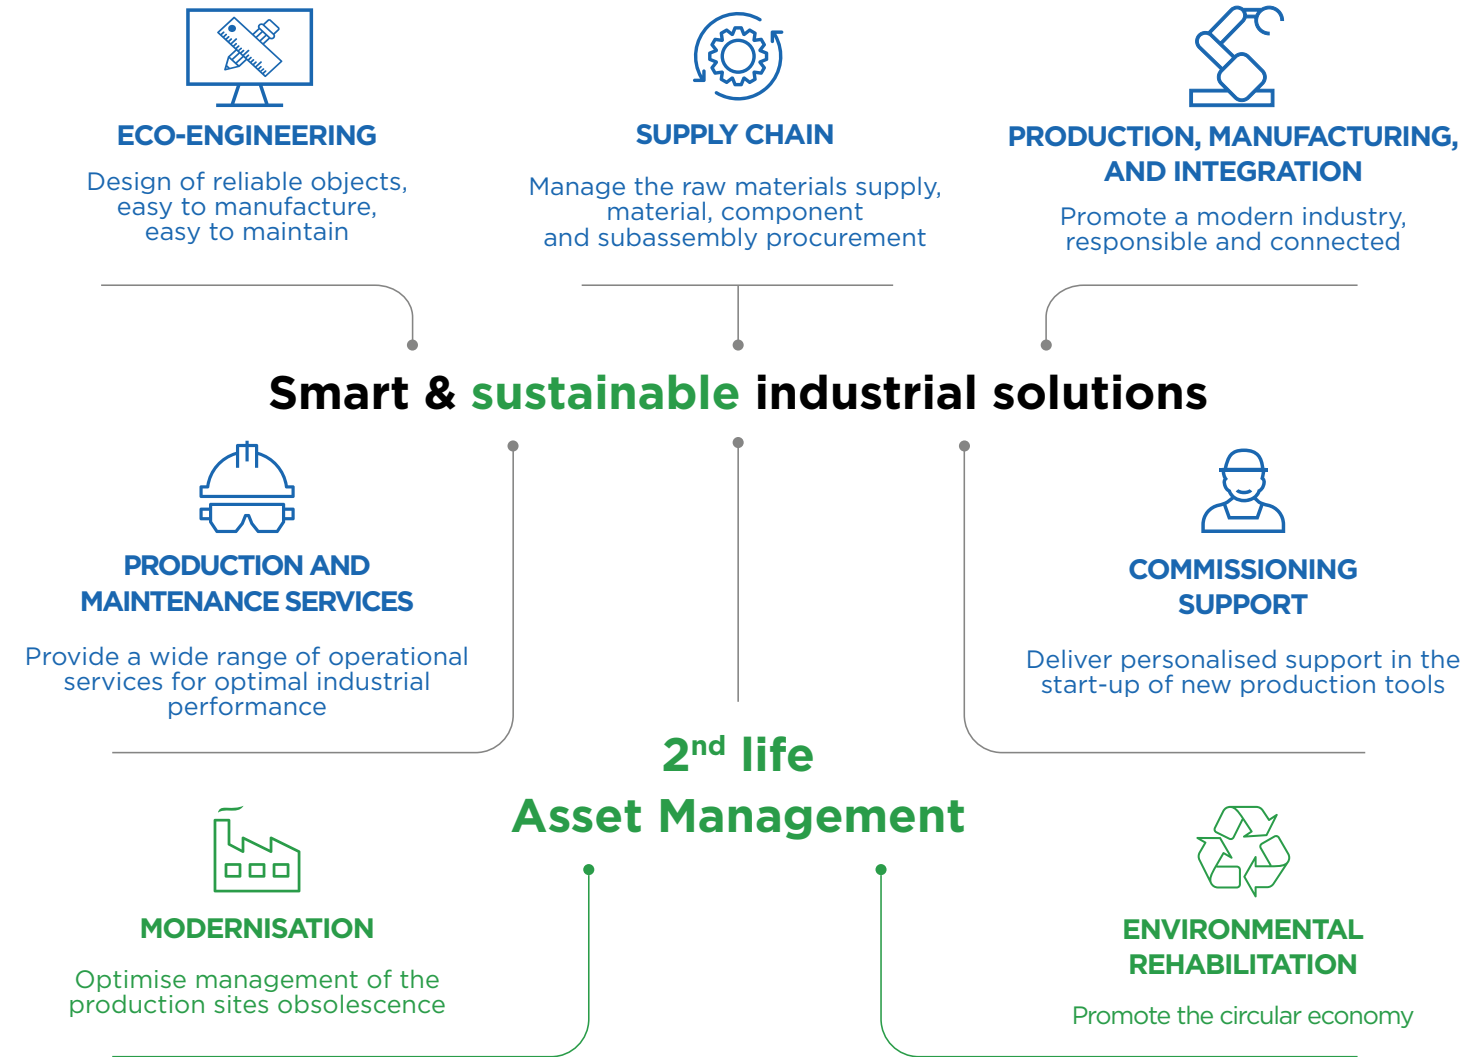 ECO-ENGINEERING
Design of reliable objects,
easy to manufacture,
easy to maintain
SUPPLY CHAIN
Manage the raw materials supply,
material, component
and subassembly procurement
PRODUCTION, MANUFACTURING,
AND INTEGRATION
Promote a modern industry,
responsible and connected
Smart & sustainable industrial solutions
PRODUCTION AND
MAINTENANCE SERVICES
Provide a wide range of operational
services for optimal industrial
performance
COMMISSIONING
SUPPORT
Deliver personalised support in the
start-up of new production tools
2nd life
Asset Management
MODERNISATION
Optimise management of the
production sites obsolescence
ENVIRONMENTAL
REHABILITATION
Promote the circular economy